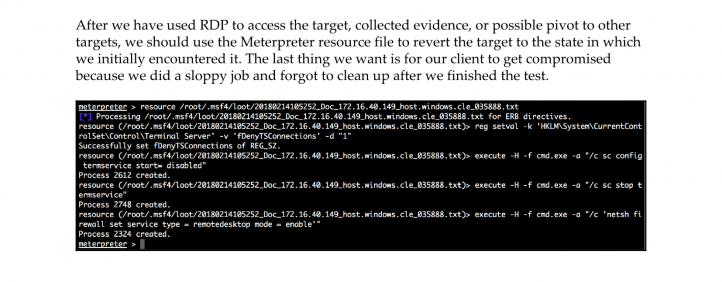 After we have used RDP to access the target, collected evidence, or possible pivot to other
targets, we should use the Meterpreter resource file to revert the target to the state in which
we initially encountered it. The last thing we want is for our client to get compromised
because we did a sloppy job and forgot to clean up after we finished the test.
meterpreter > resource /root/.msf4/loot/20180214105252_Doc_172.16.40.149_host.windows.cle_035888.txt
[*] Processing /root/.msf4/loot/20180214105252_Doc_172.16.40.149_host.windows.cle_035888.txt for ERB directives.
resource (/root/.msf4/loot/20180214105252_Doc_172.16.40.149_host.windows.cle_035888.txt)> reg setval -k 'HKLM\System\CurrentCont
rolSet\Control\Terminal Server' -v 'fDenyTSConnections' -d "1"
Successfully set fDenyTSConnections of REG_SZ.
resource (/root/.msf4/loot/20180214105252_Doc_172.16.40.149_host.windows.cle_035888.txt)> execute -H -f cmd.exe -a "/c sc config
 termservice start= disabled"
Process 2612 created.
resource (/root/.msf4/loot/20180214105252_Doc_172.16.40.149_host.windows.cle_035888.txt)> execute -H -f cmd.exe -a "/c sc stop t
ermservice"
Process 2748 created.
resource (/root/.msf4/loot/20180214105252_Doc_172.16.40.149_host.windows.cle_035888.txt)> execute -H -f cmd.exe -a "/c 'netsh fi
rewall set service type = remotedesktop mode = enable'"
Process 2324 created.
meterpreter >